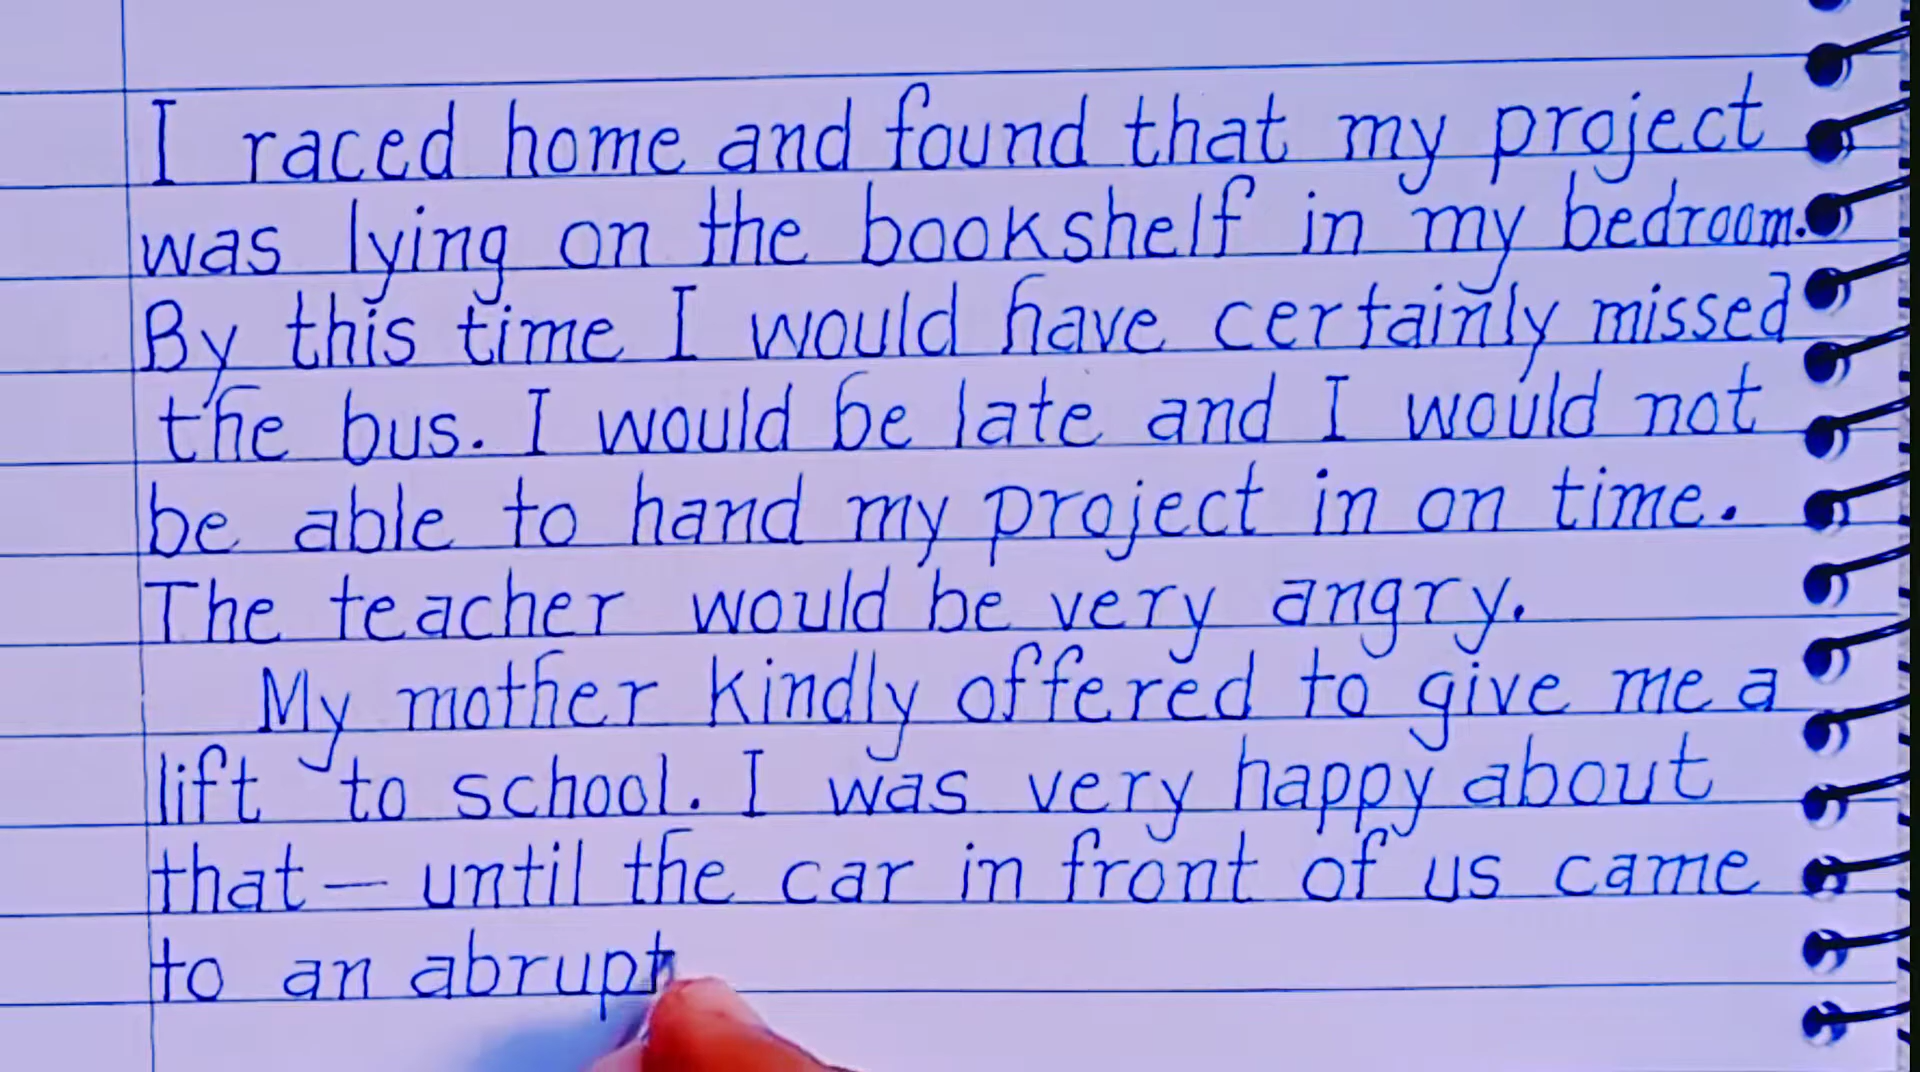 I raced home and found that my project
was lying on the bookshelf in my bedroom.
By this time I would have certainly missed
the bus. I would be late and I would not
be able to hand my project in on time.
The teacher would be very angry.
My mother kindly offered to give me a
lift to school. I was very happy about
that — until the car in front of us came
to an abrupt